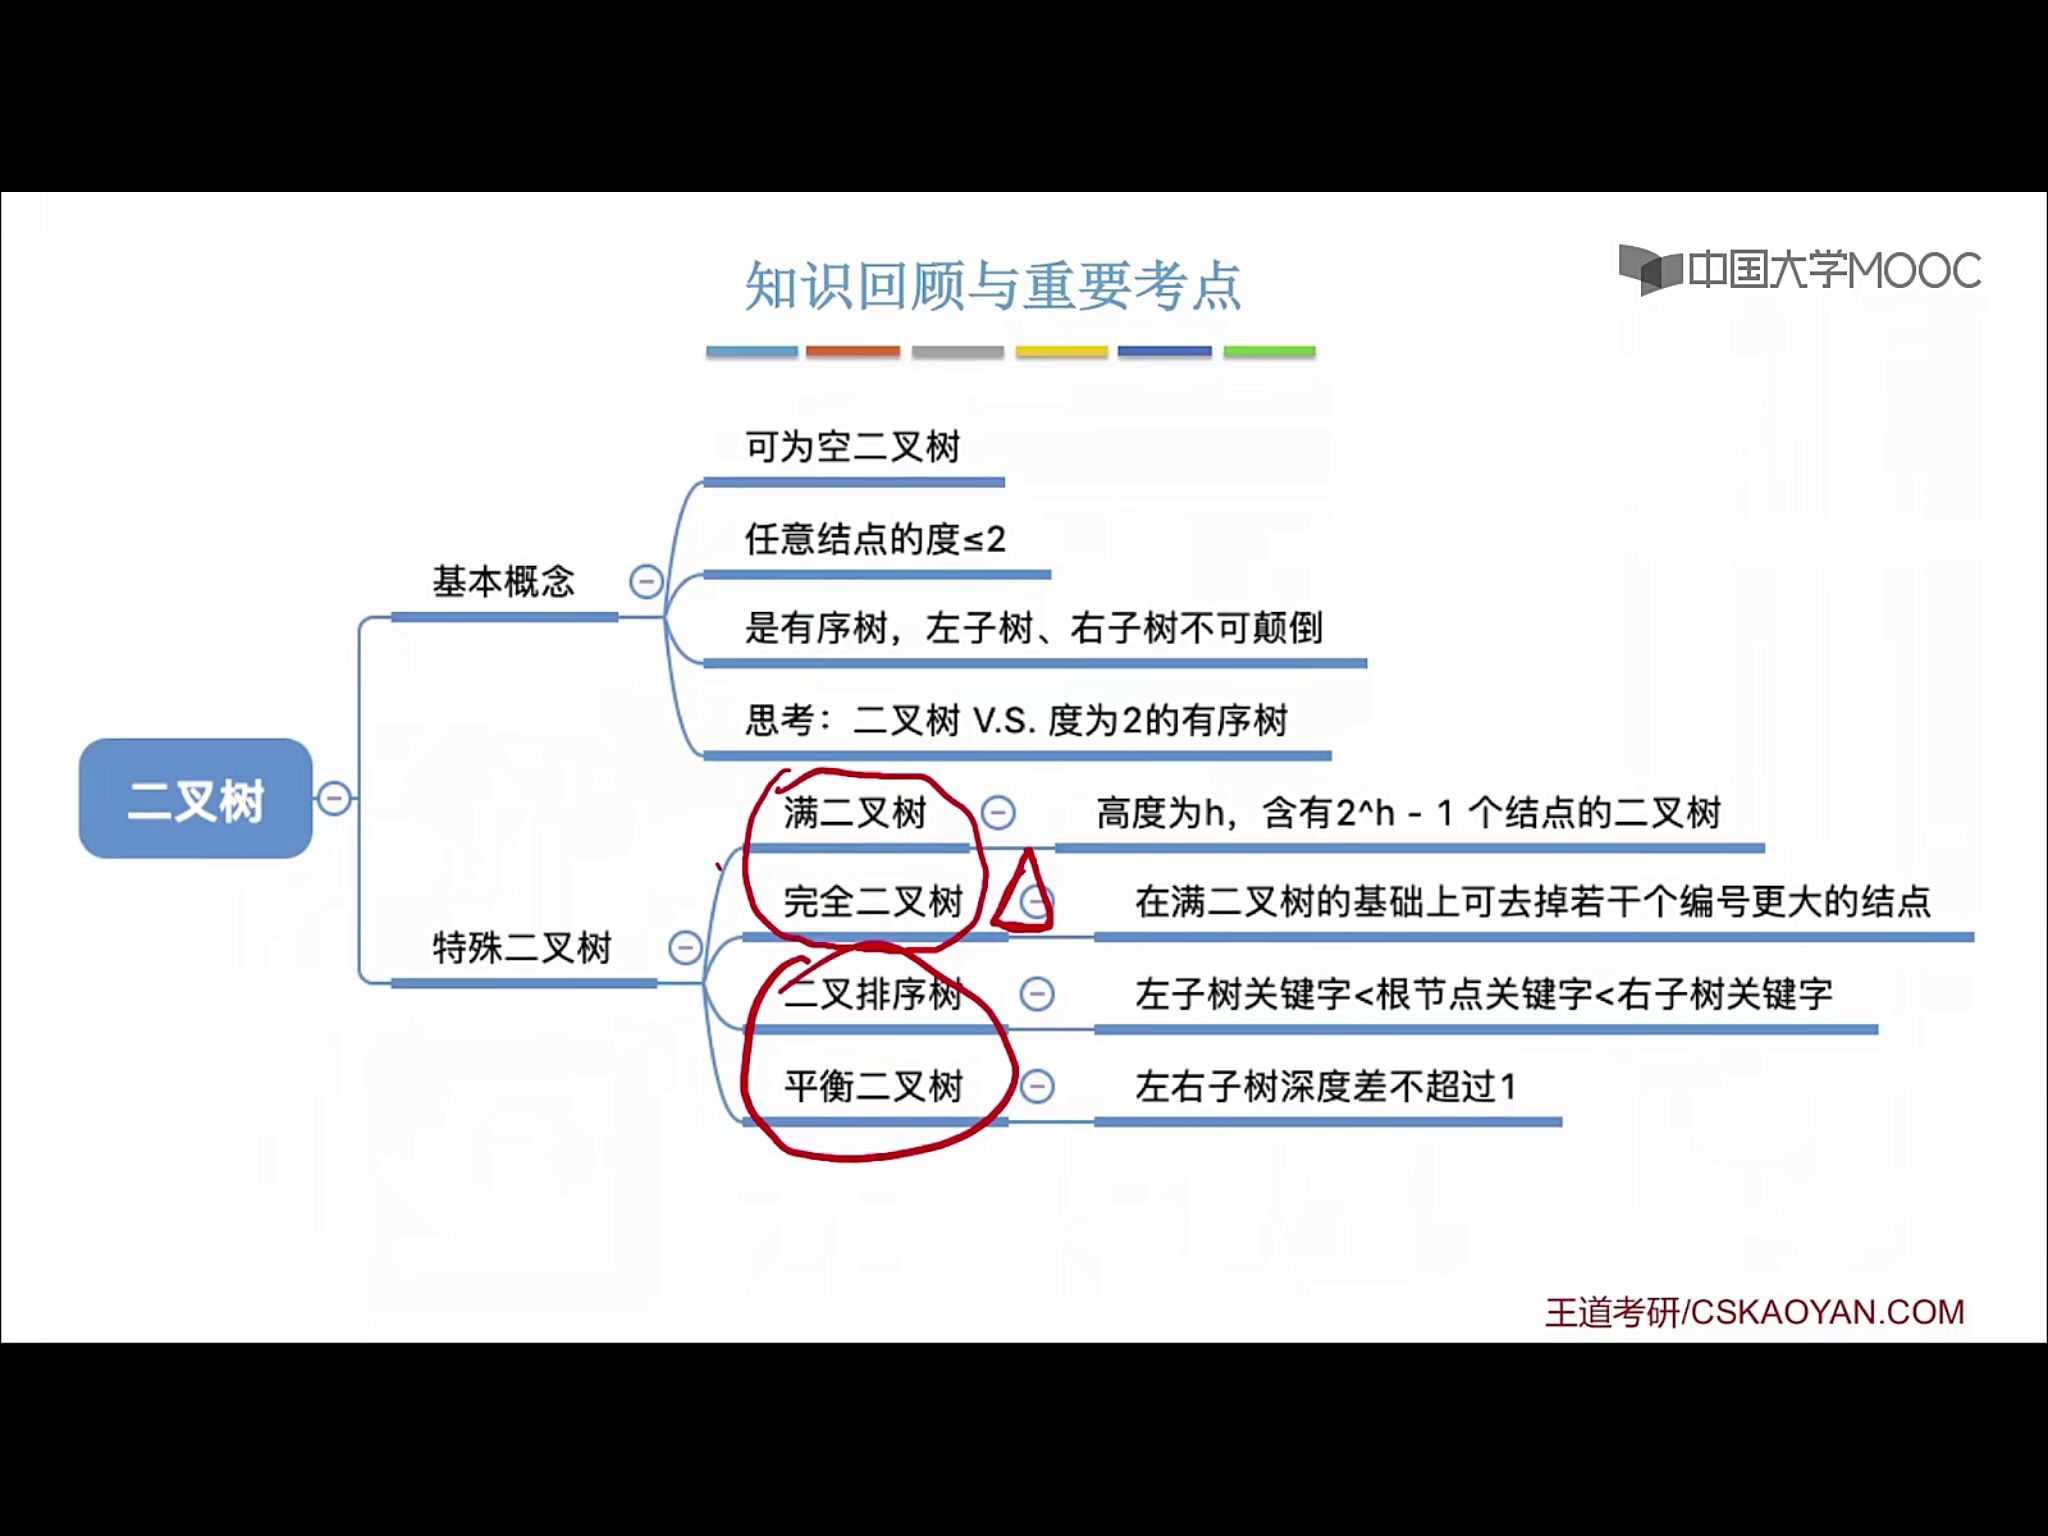 知识回顾与重要考点
中国大学MOOC
二叉树
基本概念
可为空二叉树
任意结点的度≤2
是有序树，左子树、右子树不可颠倒
思考：二叉树 V.S. 度为2的有序树
特殊二叉树
满二叉树
高度为h，含有2^h - 1 个结点的二叉树
完全二叉树
在满二叉树的基础上可去掉若干个编号更大的结点
二叉排序树
左子树关键字<根节点关键字<右子树关键字
平衡二叉树
左右子树深度差不超过1
王道考研/CSKAOYAN.COM